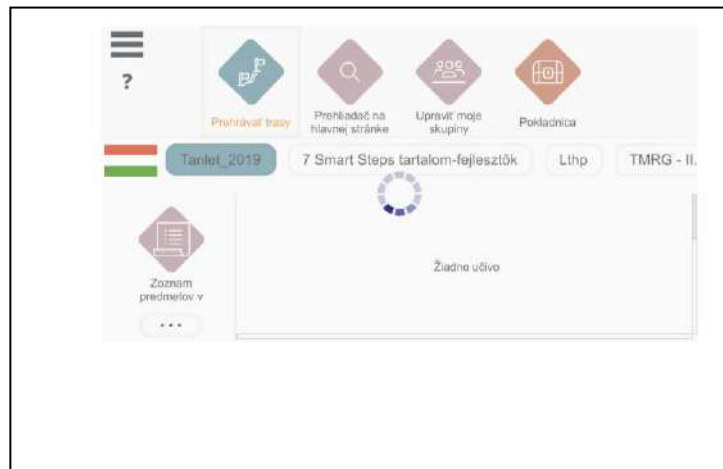 ?
Prehrávať trasy
Prehliadač na
hlavnej stránke
Upraviť moje
skupiny
Pokladnica
Tanlet_2019
7 Smart Steps tartalom-fejlesztők
Lthp
TMRG - II.
Žiadne učivo
Zoznam
predmetov v
...